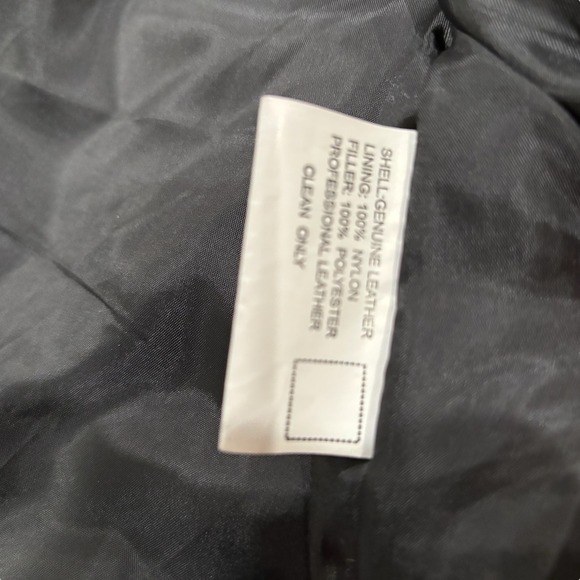 SHELL-GENUINE LEATHER
LINING: 100% NYLON
FILLER: 100% POLYESTER
PROFESSIONAL LEATHER
CLEAN ONLY